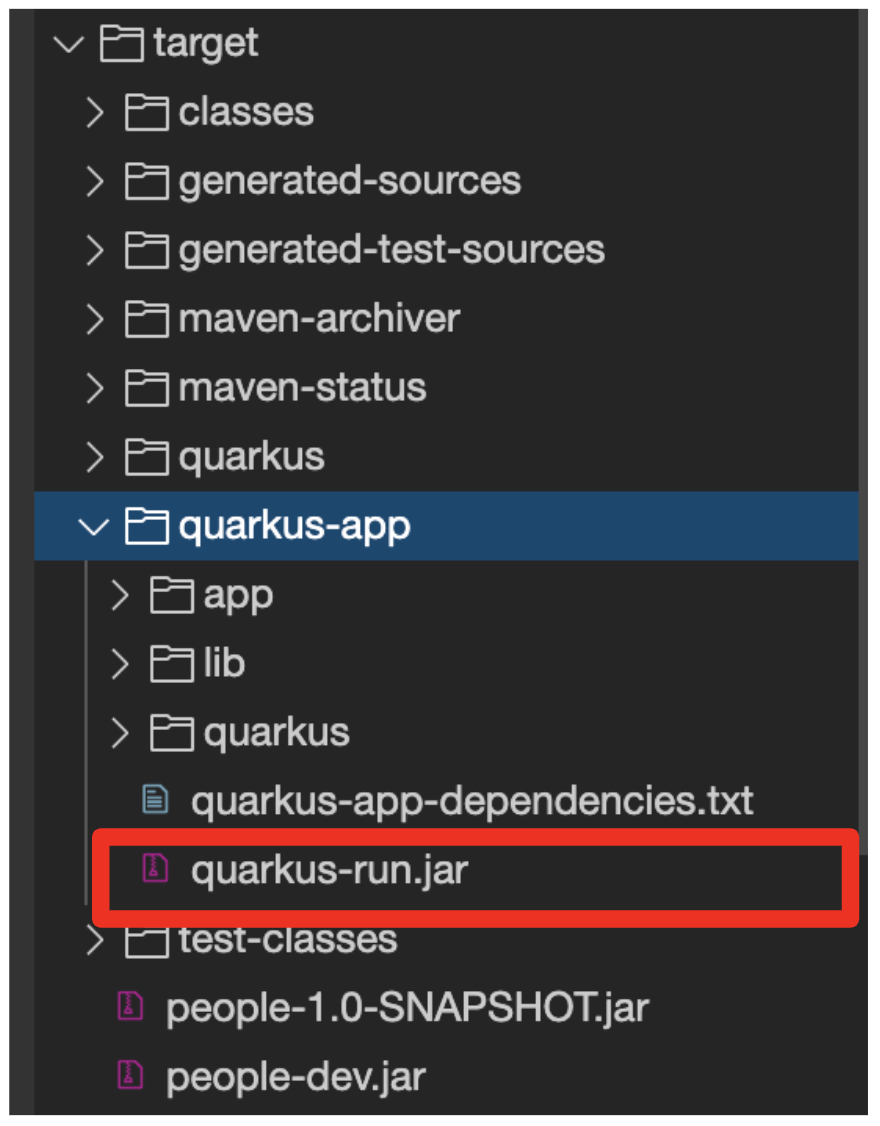 target
classes
generated-sources
generated-test-sources
maven-archiver
maven-status
quarkus
quarkus-app
app
lib
quarkus
quarkus-app-dependencies.txt
quarkus-run.jar
test-classes
people-1.0-SNAPSHOT.jar
people-dev.jar